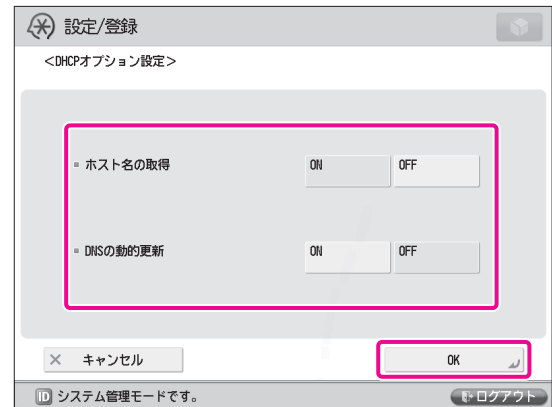 設定/登録
<DHCPオプション設定>
ホスト名の取得 ON OFF
DNSの動的更新 ON OFF
× キャンセル OK
ID システム管理モードです。 ログアウト